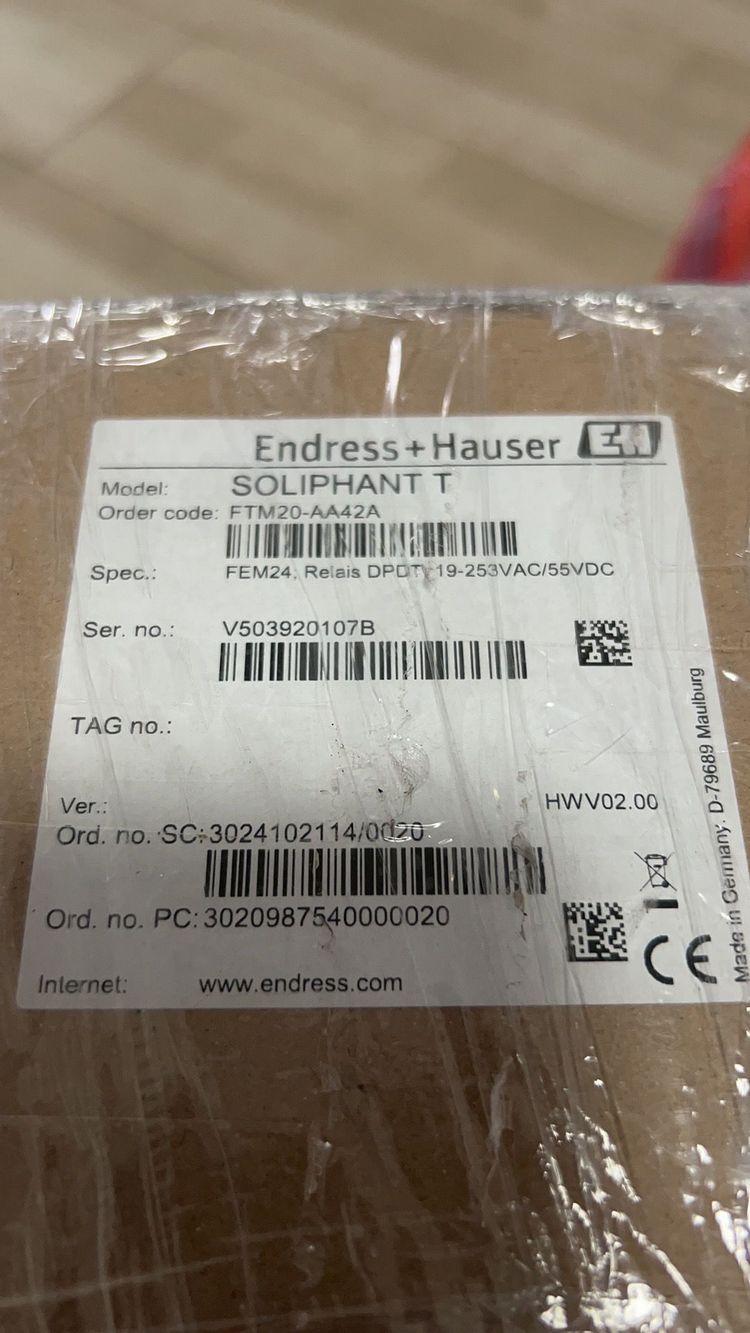 Endress+Hauser EH
Model: SOLIPHANT T
Order code: FTM20-AA42A
Spec.: FEM24, Relais DPDT, 19-253VAC/55VDC
Ser. no.: V503920107B
TAG no.:
Ver.: HWV02.00
Ord. no. SC: 3024102114/0020
Ord. no. PC: 3020987540000020
Internet: www.endress.com
Made in Germany. D-79689 Maulburg
CE